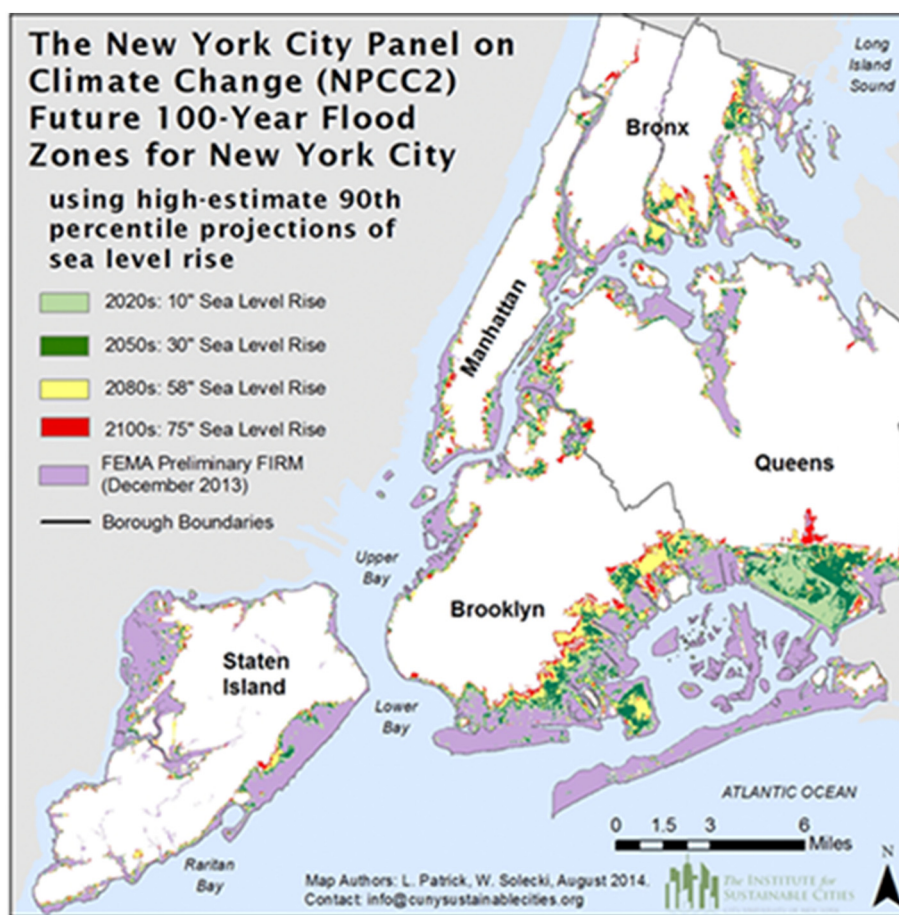 The New York City Panel on
Climate Change (NPCC2)
Future 100-Year Flood
Zones for New York City
using high-estimate 90th
percentile projections of
sea level rise
2020s: 10" Sea Level Rise
2050s: 30" Sea Level Rise
2080s: 58" Sea Level Rise
2100s: 75" Sea Level Rise
FEMA Preliminary FIRM
(December 2013)
Borough Boundaries
Long
Island
Sound
Bronx
Manhattan
Queens
Upper
Bay
Brooklyn
Staten
Island
Lower
Bay
ATLANTIC OCEAN
0 1.5 3 6
Miles
Raritan
Bay
N
Map Authors: L. Patrick, W. Solecki, August 2014.
Contact: info@cunysustainablecities.org
The INSTITUTE for
SUSTAINABLE CITIES